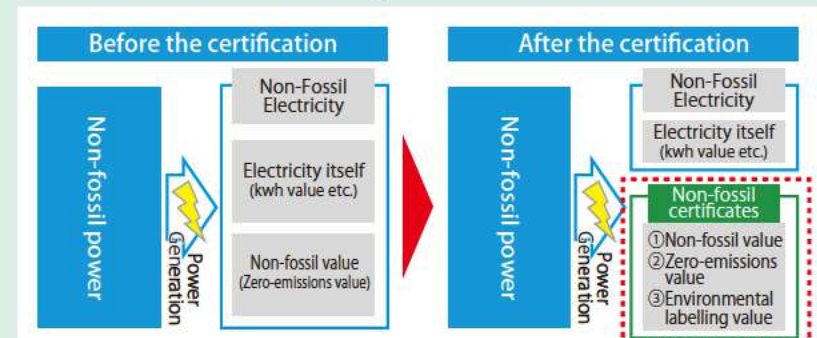 Before the certification
Non-fossil power
Power
Generation
Non-Fossil
Electricity
Electricity itself
(kwh value etc.)
Non-fossil value
(Zero-emissions value)
After the certification
Non-fossil power
Power
Generation
Non-Fossil
Electricity
Electricity itself
(kwh value etc.)
Non-fossil
certificates
①Non-fossil value
②Zero-emissions
value
③Environmental
labelling value